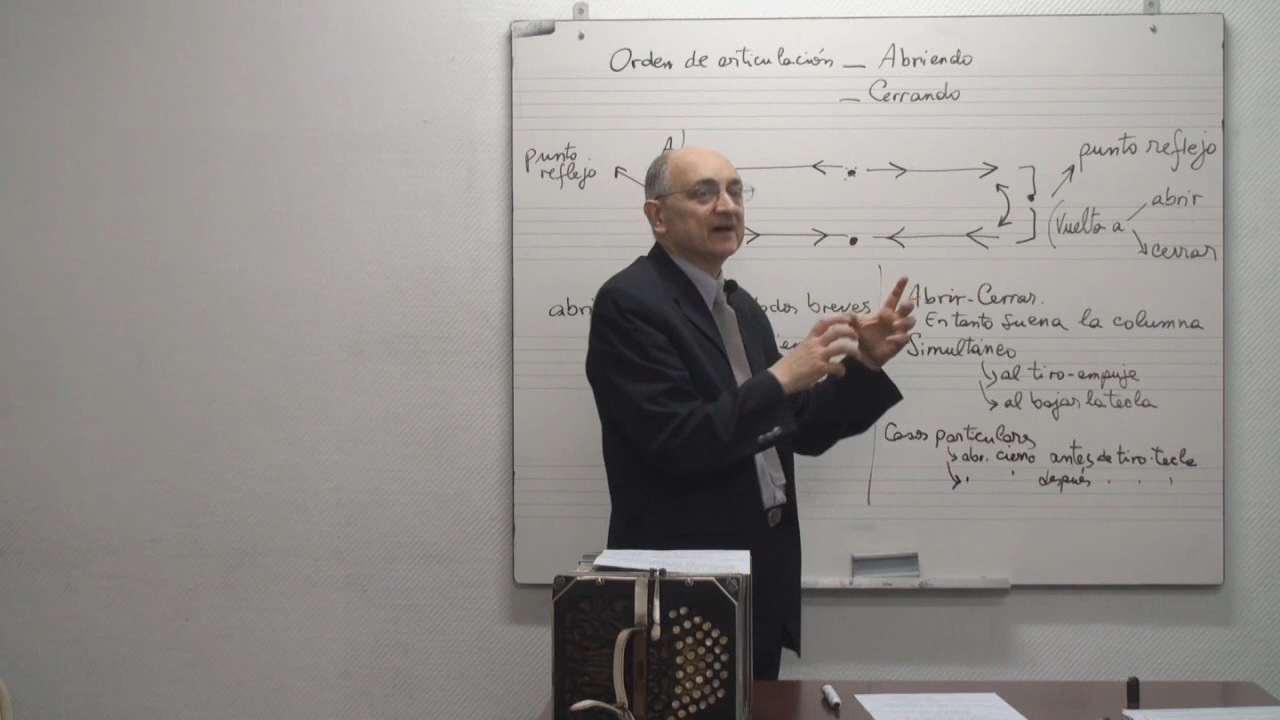 Orden de articulación — Abriendo
— Cerrando
A)
punto reflejo
punto
reflejo
(Vuelta a
abrir
cerrar
breves
Abrir-Cerrar.
En tanto suena la columna
Simultáneo
al tiro-empuje
al bajar la tecla
Casos particulares
abr. cierro antes de tiro-tecla
después